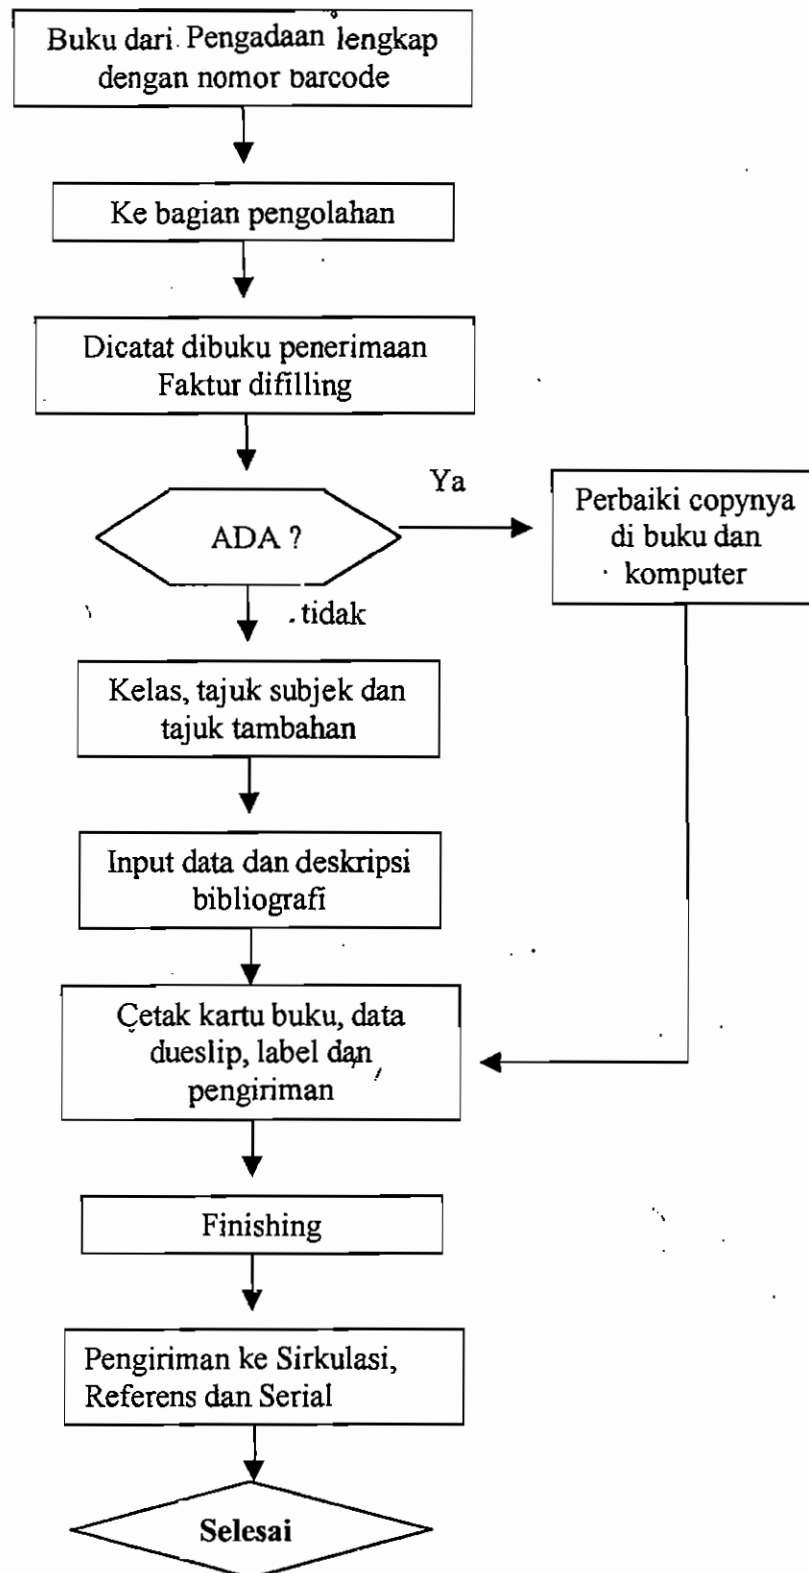 Buku dari Pengadaan lengkap
dengan nomor barcode
Ke bagian pengolahan
Dicatat dibuku penerimaan
Faktur difilling
ADA ?
Ya
Perbaiki copynya
di buku dan
komputer
tidak
Kelas, tajuk subjek dan
tajuk tambahan
Input data dan deskripsi
bibliografi
Cetak kartu buku, data
dueslip, label dan
pengiriman
Finishing
Pengiriman ke Sirkulasi,
Referens dan Serial
Selesai